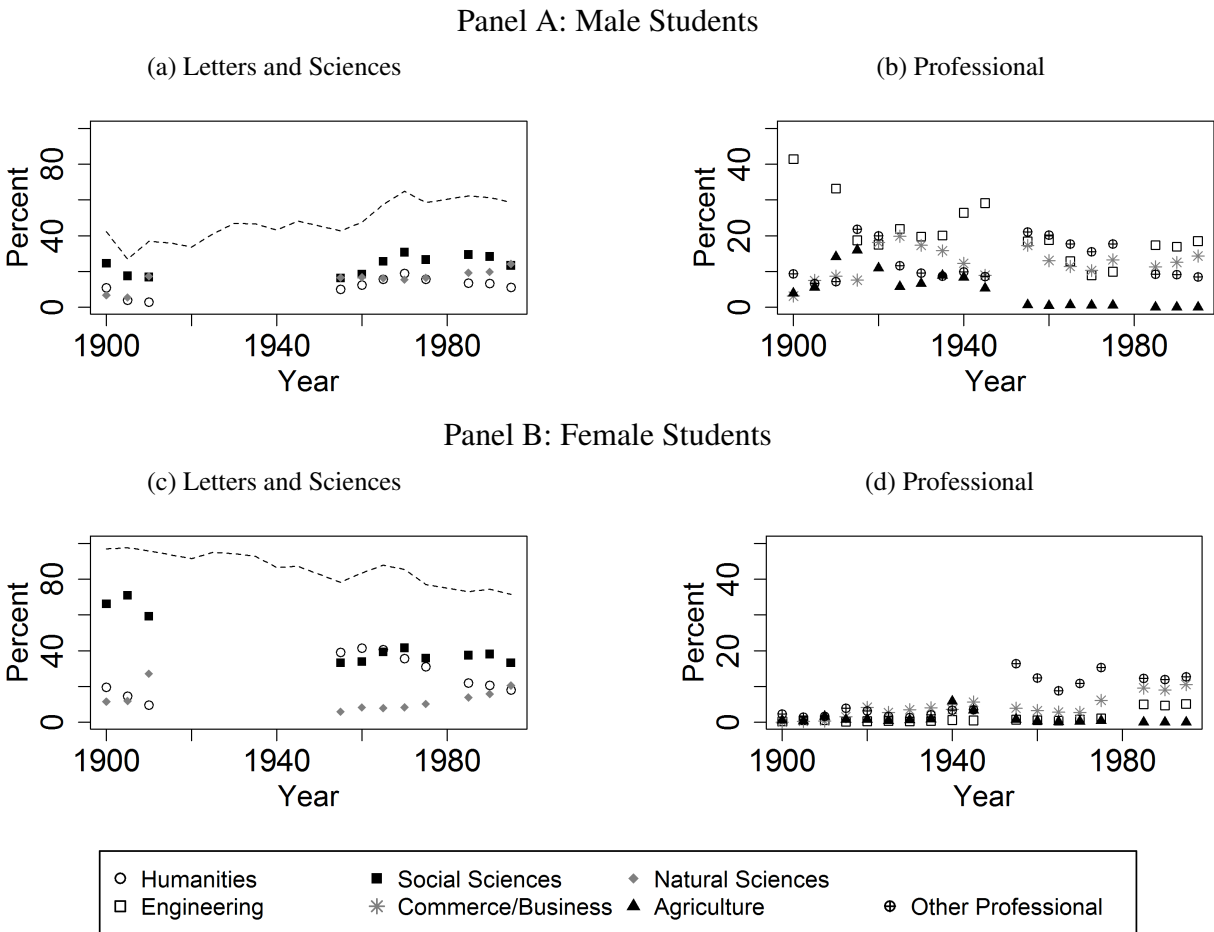 Panel A: Male Students
(a) Letters and Sciences
(b) Professional
Percent
0 40 80
1900 1940 1980
Year
Percent
0 20 40
1900 1940 1980
Year
Panel B: Female Students
(c) Letters and Sciences
(d) Professional
Percent
0 40 80
1900 1940 1980
Year
Percent
0 20 40
1900 1940 1980
Year
Humanities Social Sciences Natural Sciences
Engineering Commerce/Business Agriculture Other Professional